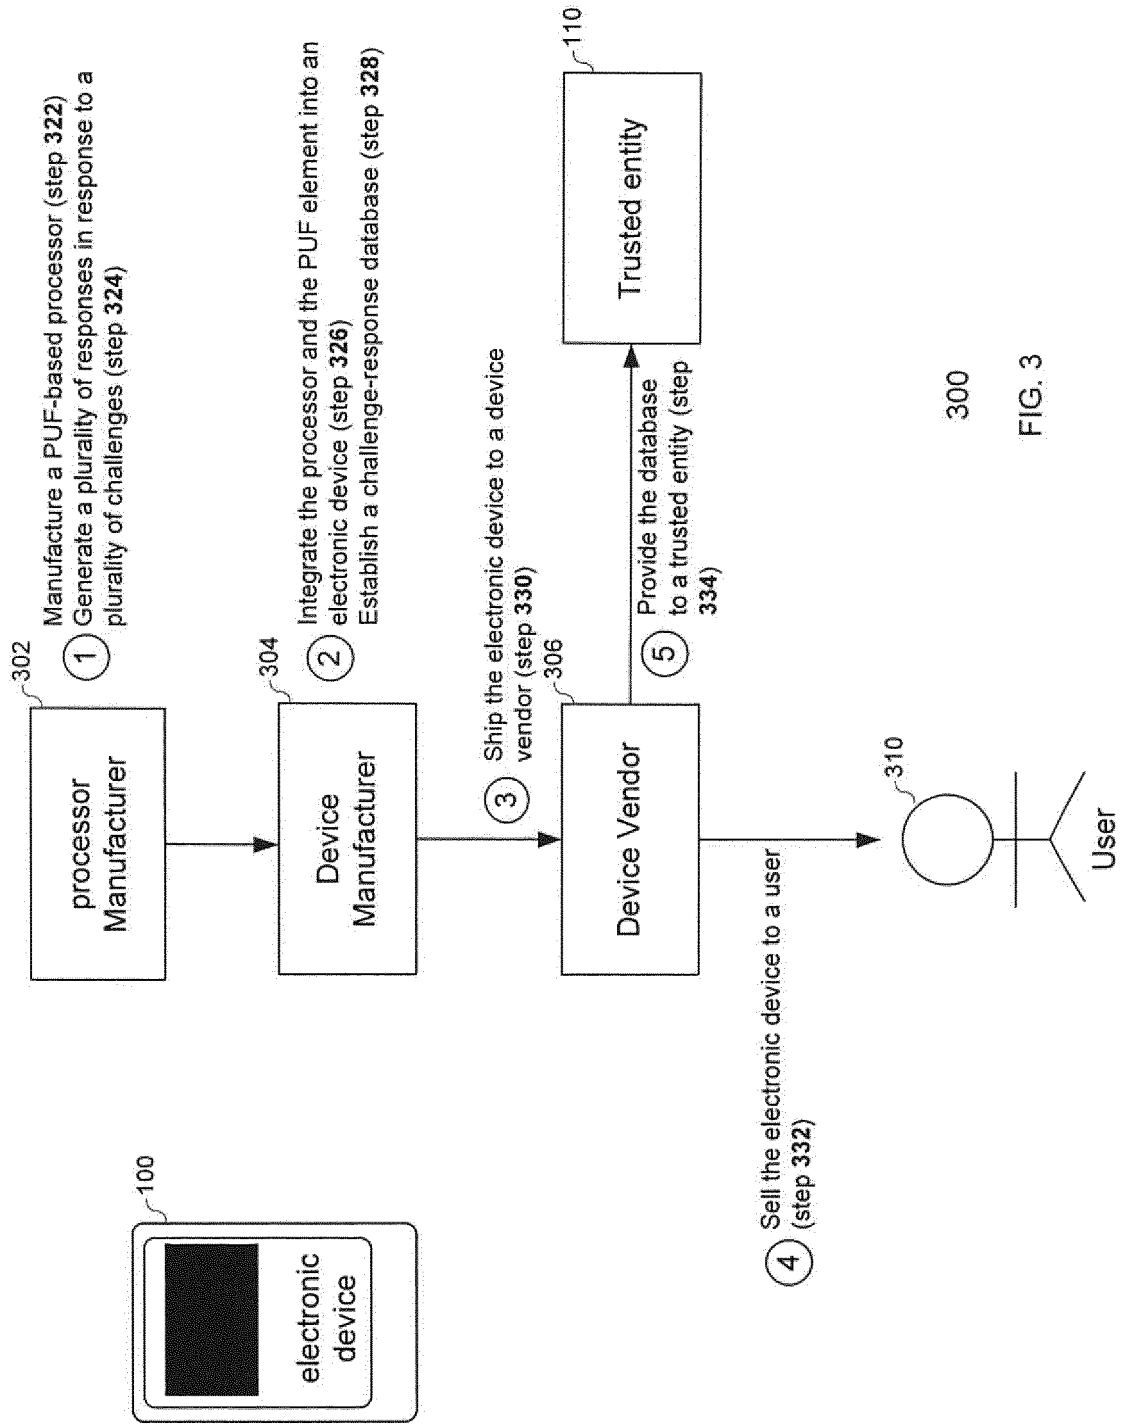 100
electronic
device
302
processor
Manufacturer
1
Manufacture a PUF-based processor (step 322)
Generate a plurality of responses in response to a
plurality of challenges (step 324)
304
Device
Manufacturer
2
Integrate the processor and the PUF element into an
electronic device (step 326)
Establish a challenge-response database (step 328)
3
Ship the electronic device to a device
vendor (step 330)
306
Device Vendor
5
Provide the database
to a trusted entity (step
334)
110
Trusted entity
4
Sell the electronic device to a user
(step 332)
310
User
300
FIG. 3